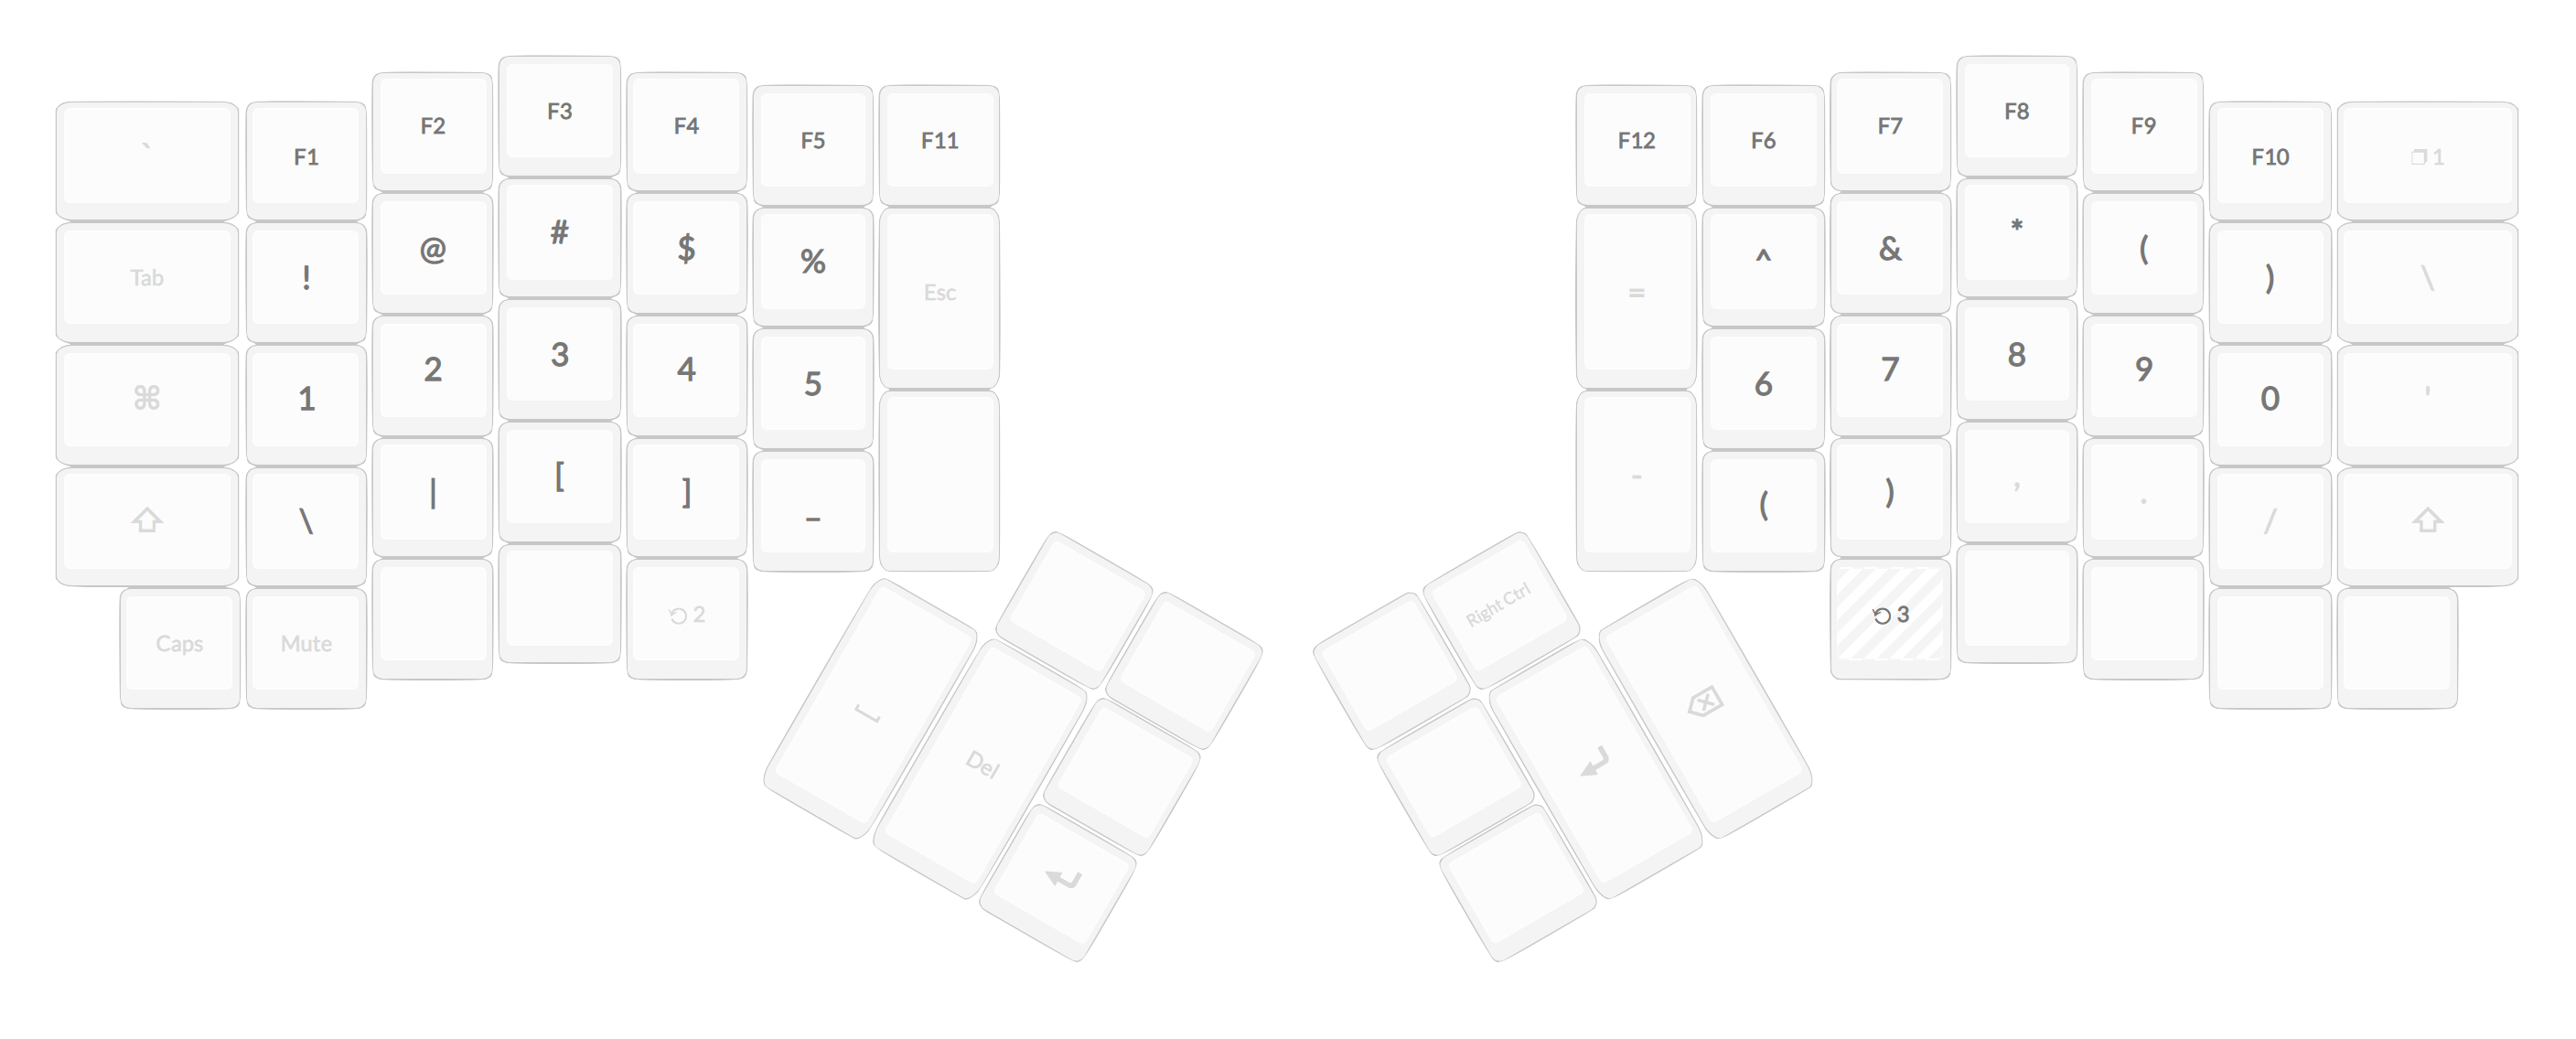 ` F1 F2 F3 F4 F5 F11 F12 F6 F7 F8 F9 F10 1
Tab ! @ # $ % Esc = ^ & * ( ) \
⌘ 1 2 3 4 5 6 7 8 9 0 '
\ | [ ] _ - ( ) , . /
Caps Mute 2 3
Right Ctrl
Del